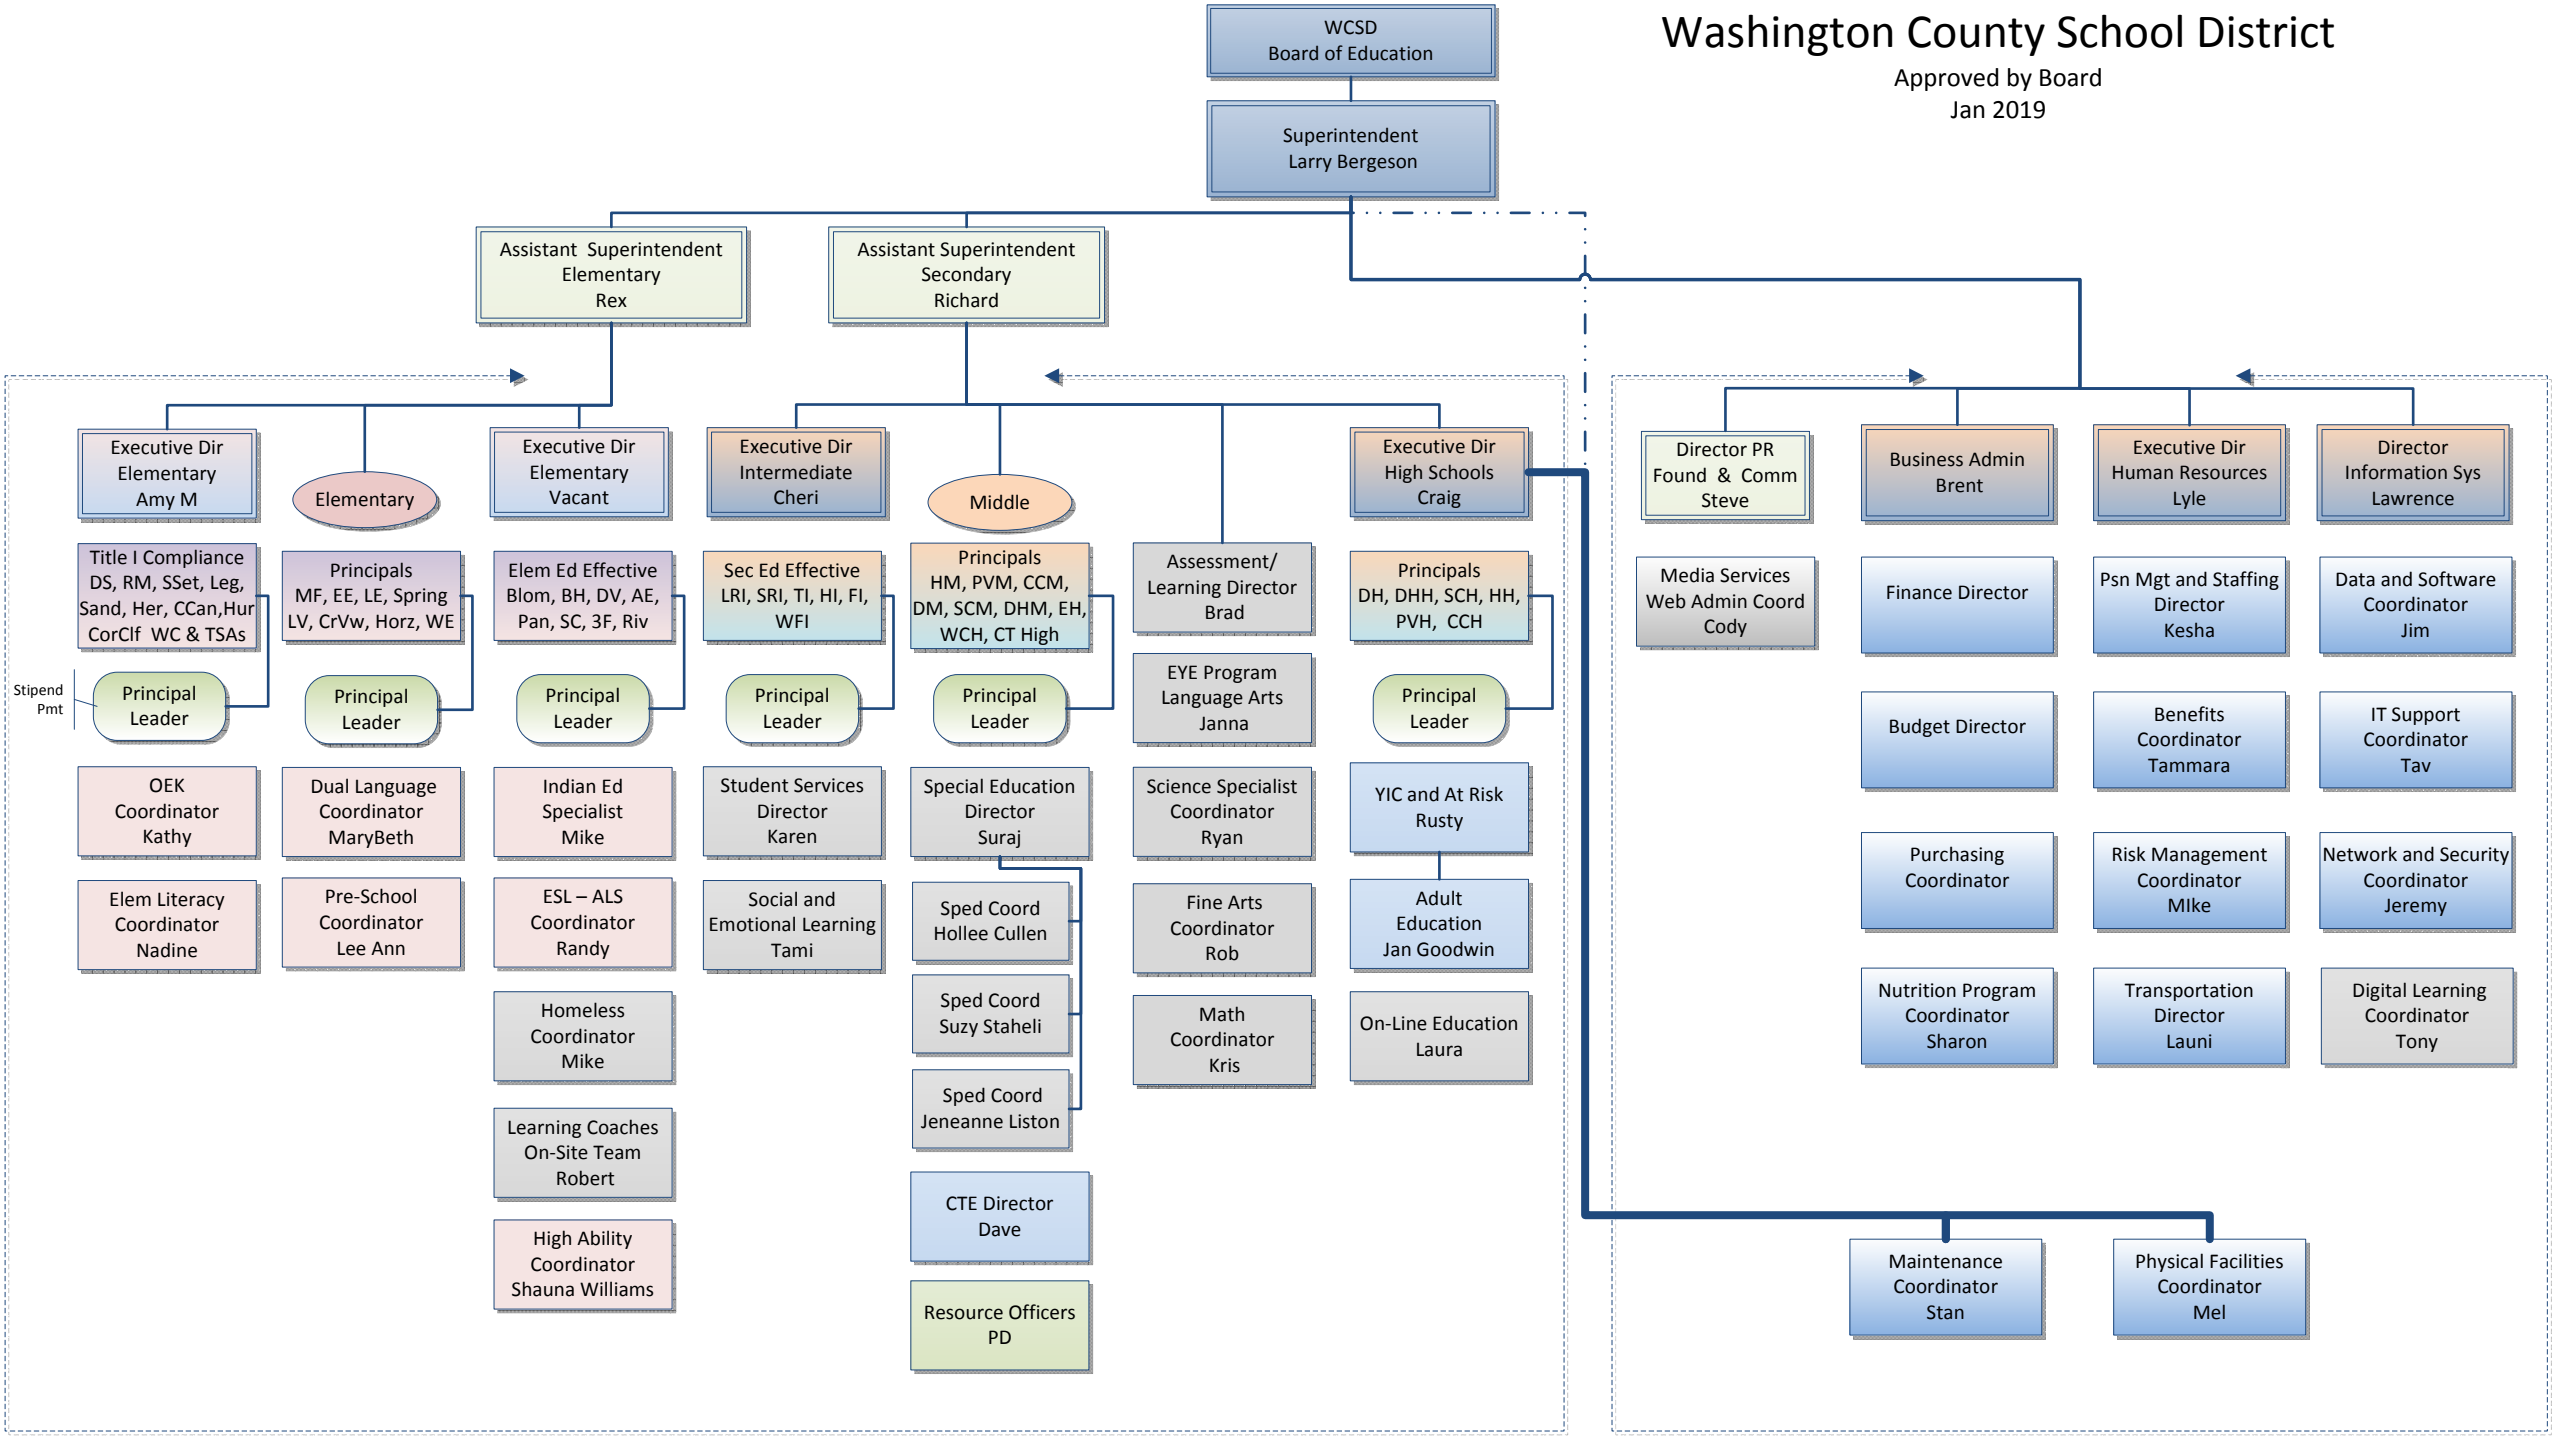 Washington County School District
Approved by Board
Jan 2019
WCSD
Board of Education
Superintendent
Larry Bergeson
Assistant  Superintendent
Elementary
Rex
Assistant Superintendent
Secondary
Richard
Executive Dir
Elementary
Amy M
Elementary
Executive Dir
Elementary
Vacant
Executive Dir
Intermediate
Cheri
Middle
Executive Dir
High Schools
Craig
Director PR
Found  &  Comm
Steve
Business Admin
Brent
Executive Dir
Human Resources
Lyle
Director
Information Sys
Lawrence
Title I Compliance
DS, RM, SSet, Leg,
Sand, Her, CCan,Hur
CorClf  WC & TSAs
Principals
MF, EE, LE, Spring
LV, CrVw, Horz, WE
Elem Ed Effective
Blom, BH, DV, AE,
Pan, SC, 3F, Riv
Sec Ed Effective
LRI, SRI, TI, HI, FI,
WFI
Principals
HM, PVM, CCM,
DM, SCM, DHM, EH,
WCH, CT High
Assessment/
Learning Director
Brad
Principals
DH, DHH, SCH, HH,
PVH,  CCH
Media Services
Web Admin Coord
Cody
Finance Director
Psn Mgt and Staffing
Director
Kesha
Data and Software
Coordinator
Jim
Stipend
Pmt
Principal
Leader
Principal
Leader
Principal
Leader
Principal
Leader
Principal
Leader
EYE Program
Language Arts
Janna
Principal
Leader
Budget Director
Benefits
Coordinator
Tammara
IT Support
Coordinator
Tav
OEK
Coordinator
Kathy
Dual Language
Coordinator
MaryBeth
Indian Ed
Specialist
Mike
Student Services
Director
Karen
Special Education
Director
Suraj
Science Specialist
Coordinator
Ryan
YIC and At Risk
Rusty
Purchasing
Coordinator
Risk Management
Coordinator
MIke
Network and Security
Coordinator
Jeremy
Elem Literacy
Coordinator
Nadine
Pre-School
Coordinator
Lee Ann
ESL – ALS
Coordinator
Randy
Social and
Emotional Learning
Tami
Sped Coord
Hollee Cullen
Fine Arts
Coordinator
Rob
Adult
Education
Jan Goodwin
Nutrition Program
Coordinator
Sharon
Transportation
Director
Launi
Digital Learning
Coordinator
Tony
Homeless
Coordinator
Mike
Sped Coord
Suzy Staheli
Math
Coordinator
Kris
On-Line Education
Laura
Learning Coaches
On-Site Team
Robert
Sped Coord
Jeneanne Liston
CTE Director
Dave
High Ability
Coordinator
Shauna Williams
Resource Officers
PD
Maintenance
Coordinator
Stan
Physical Facilities
Coordinator
Mel